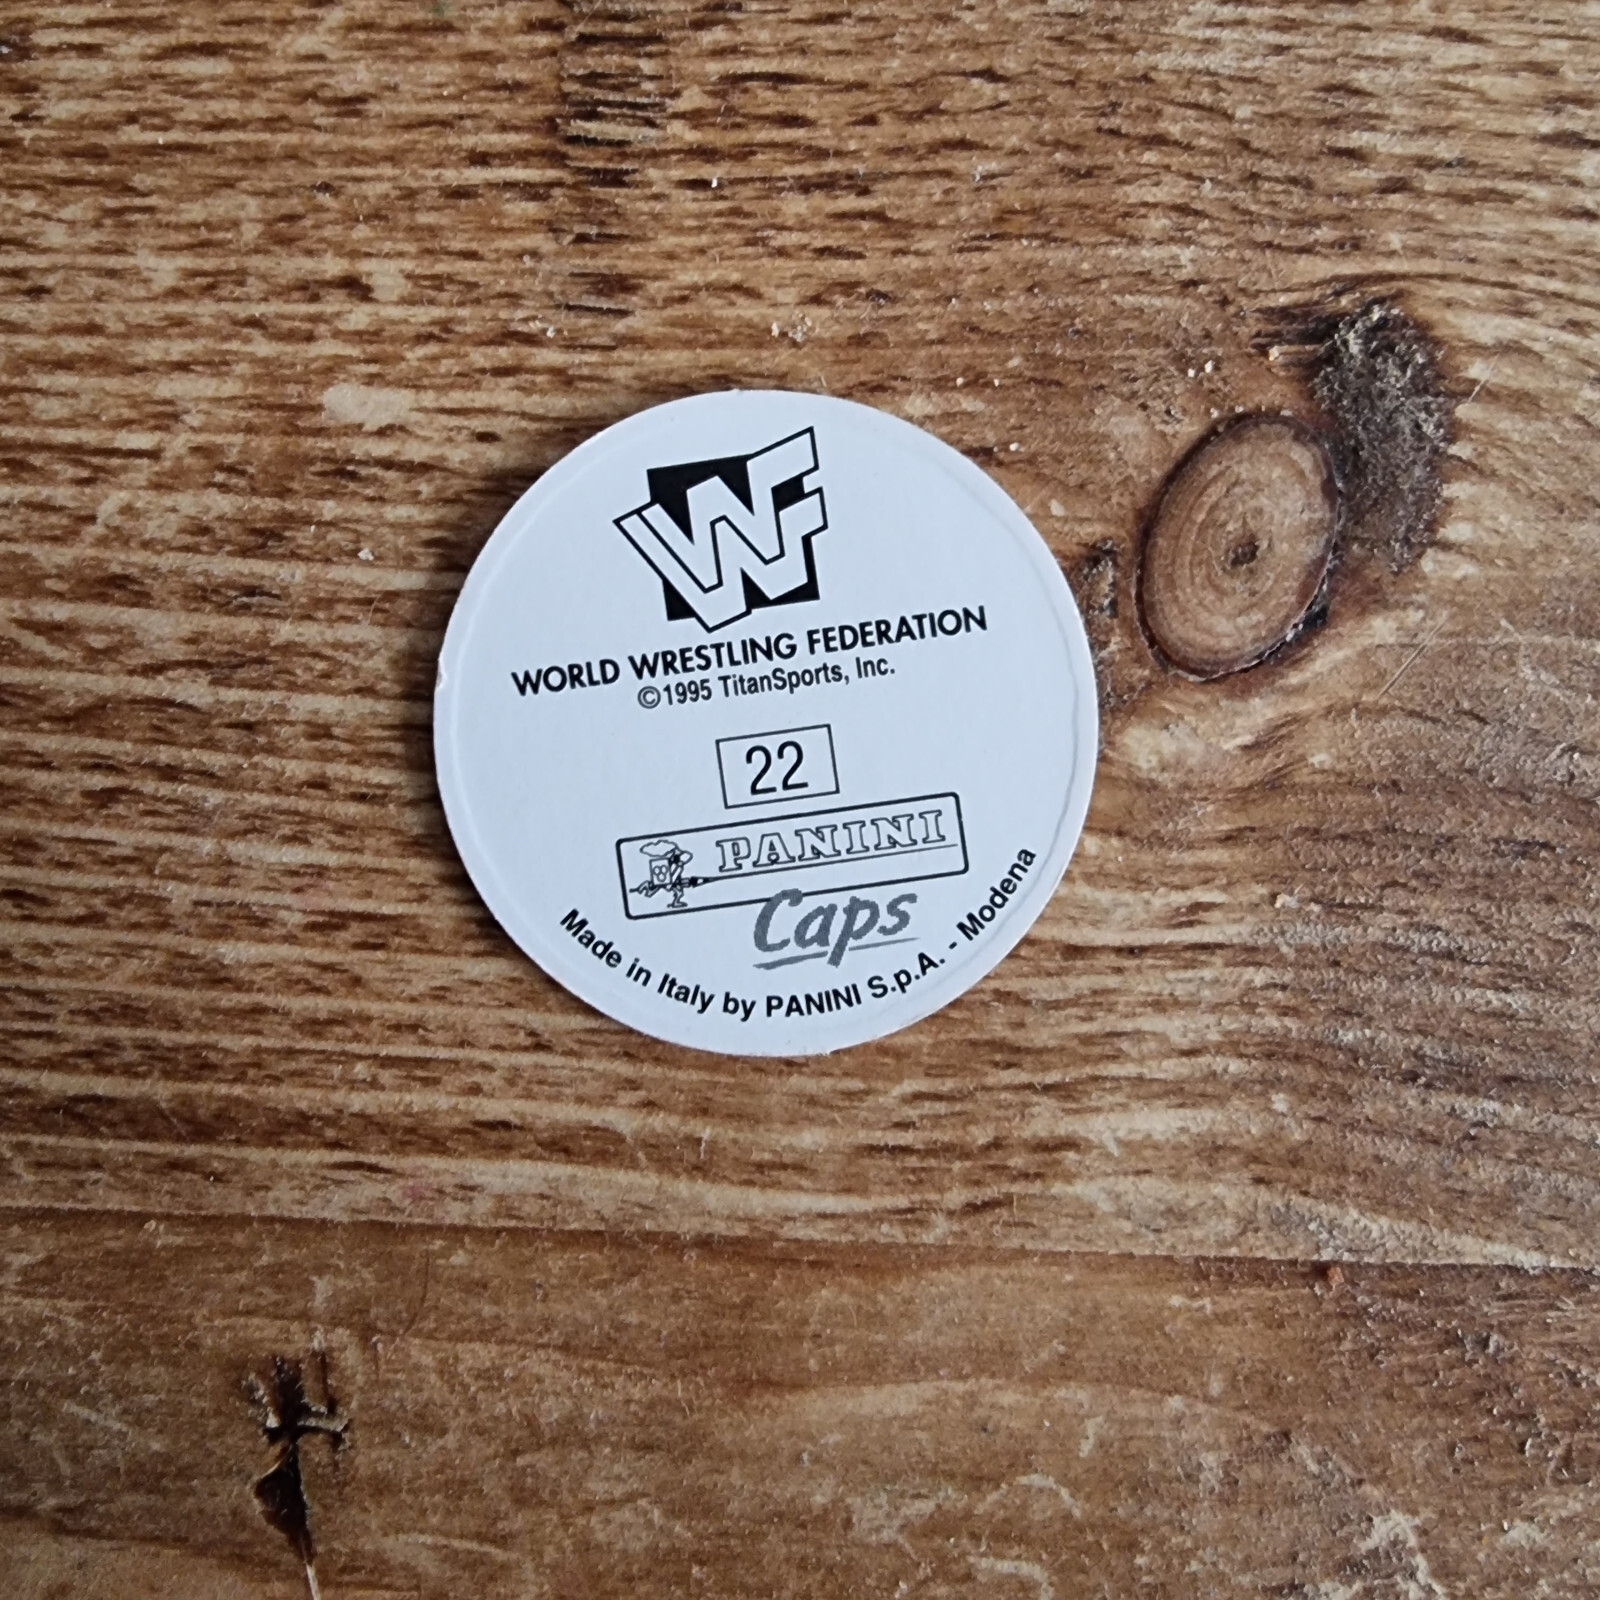 WF
WORLD WRESTLING FEDERATION
©1995 TitanSports, Inc.
22
PANINI
Caps
Made in Italy by PANINI S.p.A. - Modena